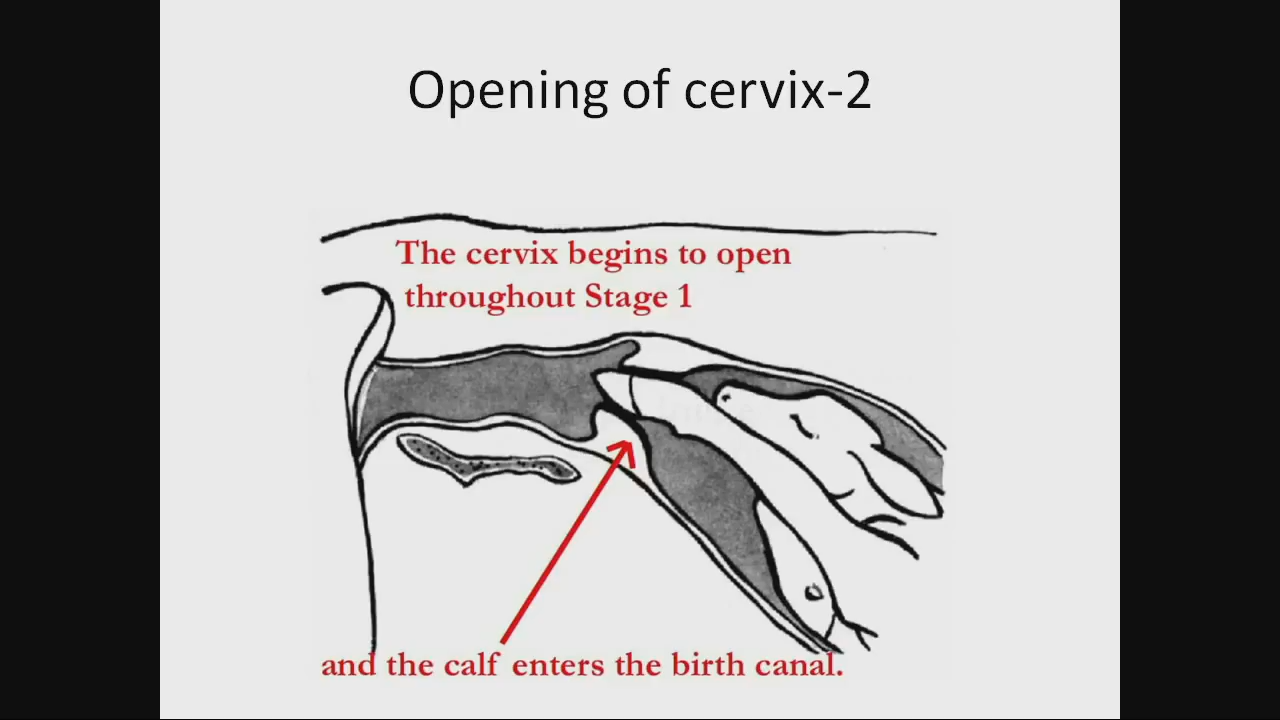 Opening of cervix-2
The cervix begins to open
throughout Stage 1
and the calf enters the birth canal.